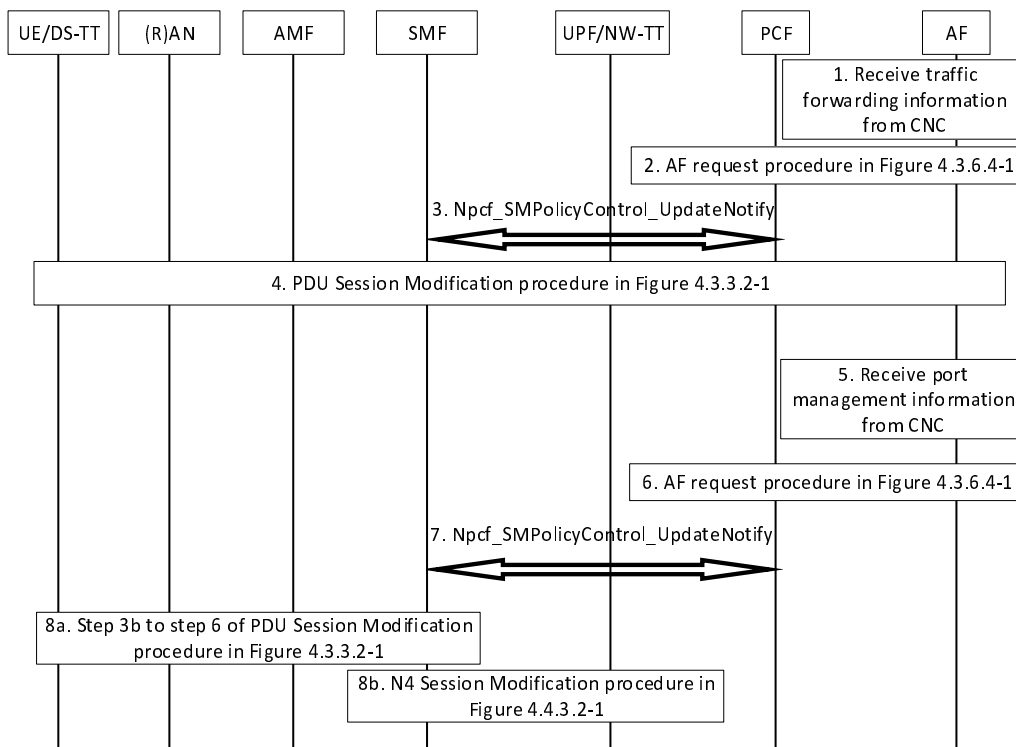 UE/DS-TT
(R)AN
AMF
SMF
UPF/NW-TT
PCF
AF
1. Receive traffic
forwarding information
from CNC
2. AF request procedure in Figure 4.3.6.4-1
3. Npcf_SMPolicyControl_UpdateNotify
4. PDU Session Modification procedure in Figure 4.3.3.2-1
5. Receive port
management information
from CNC
6. AF request procedure in Figure 4.3.6.4-1
7. Npcf_SMPolicyControl_UpdateNotify
8a. Step 3b to step 6 of PDU Session Modification
procedure in Figure 4.3.3.2-1
8b. N4 Session Modification procedure in
Figure 4.4.3.2-1